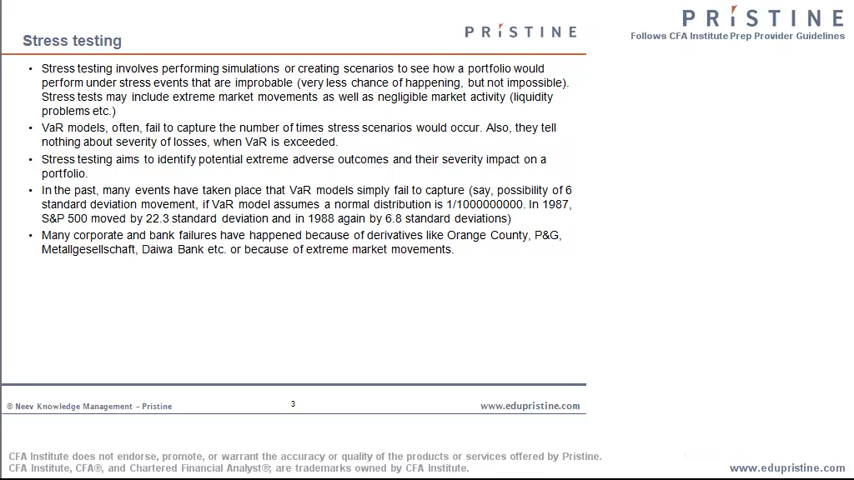 PRiSTINE
Follows CFA Institute Prep Provider Guidelines
PRiSTINE
Stress testing
• Stress testing involves performing simulations or creating scenarios to see how a portfolio would
perform under stress events that are improbable (very less chance of happening, but not impossible).
Stress tests may include extreme market movements as well as negligible market activity (liquidity
problems etc.)
• VaR models, often, fail to capture the number of times stress scenarios would occur. Also, they tell
nothing about severity of losses, when VaR is exceeded.
• Stress testing aims to identify potential extreme adverse outcomes and their severity impact on a
portfolio.
• In the past, many events have taken place that VaR models simply fail to capture (say, possibility of 6
standard deviation movement, if VaR model assumes a normal distribution is 1/1000000000. In 1987,
S&P 500 moved by 22.3 standard deviation and in 1988 again by 6.8 standard deviations)
• Many corporate and bank failures have happened because of derivatives like Orange County, P&G,
Metallgesellschaft, Daiwa Bank etc. or because of extreme market movements.
© Neev Knowledge Management – Pristine
3
www.edupristine.com
CFA Institute does not endorse, promote, or warrant the accuracy or quality of the products or services offered by Pristine.
CFA Institute, CFA®, and Chartered Financial Analyst®; are trademarks owned by CFA Institute.
www.edupristine.com